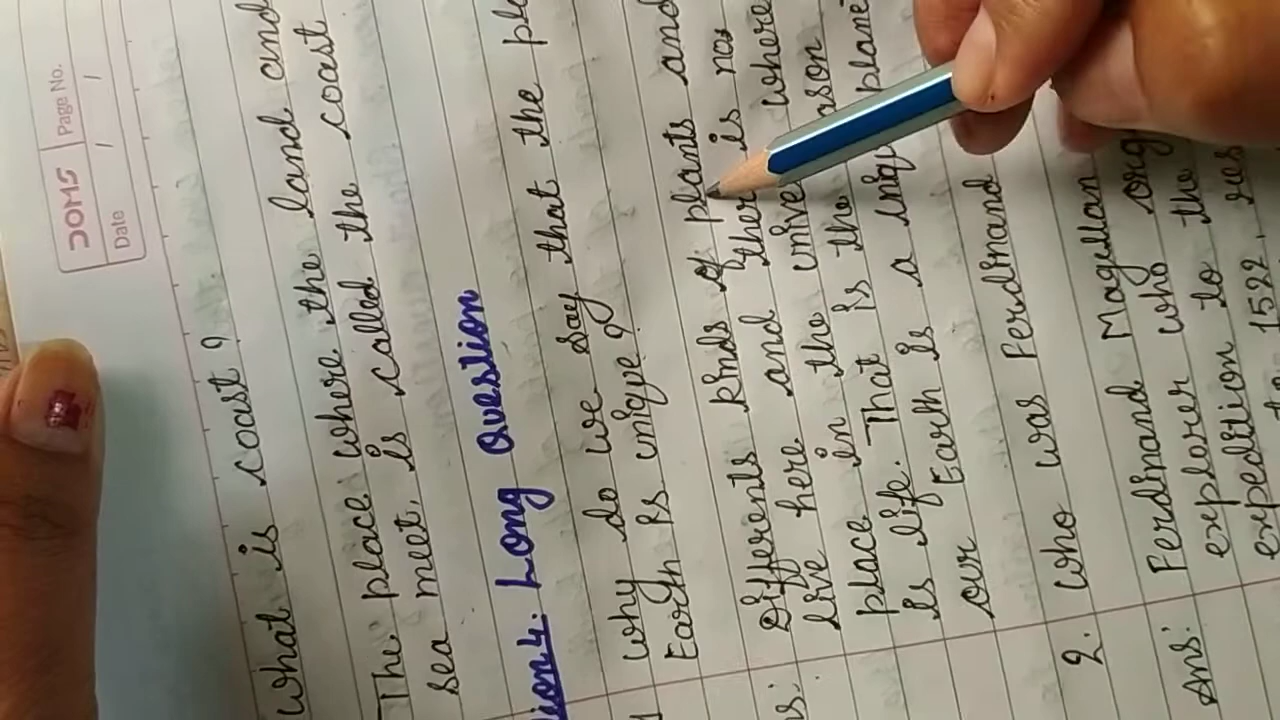 DOMS
Page No.
Date / /
What is coast ?
The place where the land and
sea meet, is called the coast
Long Question
Why do we say that the
Earth is unique ?
Differents kinds of plants and
live here and there is no
place in the universe where
is life. That is the
our Earth is a uniq
2. Who was Ferdinand
Ans: Ferdinand Magellan
explorer who
expedition to the
1522,